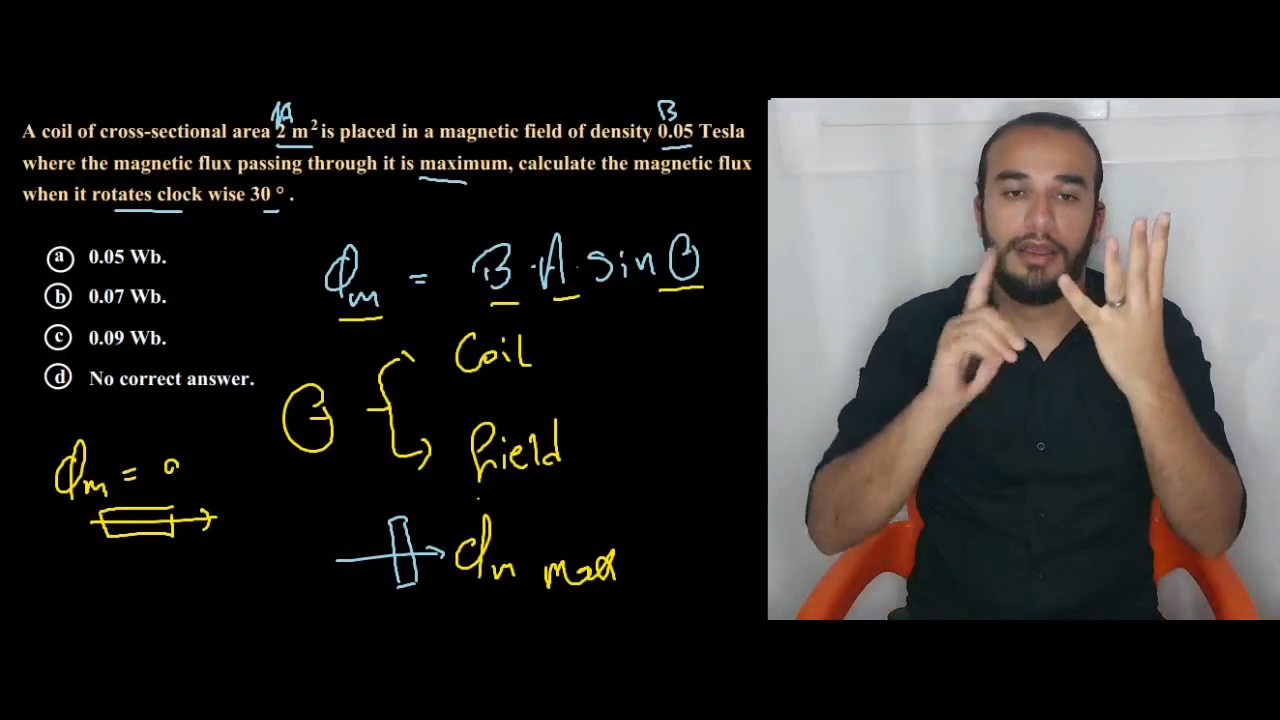 A B
A coil of cross-sectional area 2 m² is placed in a magnetic field of density 0.05 Tesla
where the magnetic flux passing through it is maximum, calculate the magnetic flux
when it rotates clock wise 30 ° .
a 0.05 Wb.
b 0.07 Wb.
c 0.09 Wb.
d No correct answer.
Φm = B · A · sin θ
θ
Coil
field
Φm = 0
Φm max